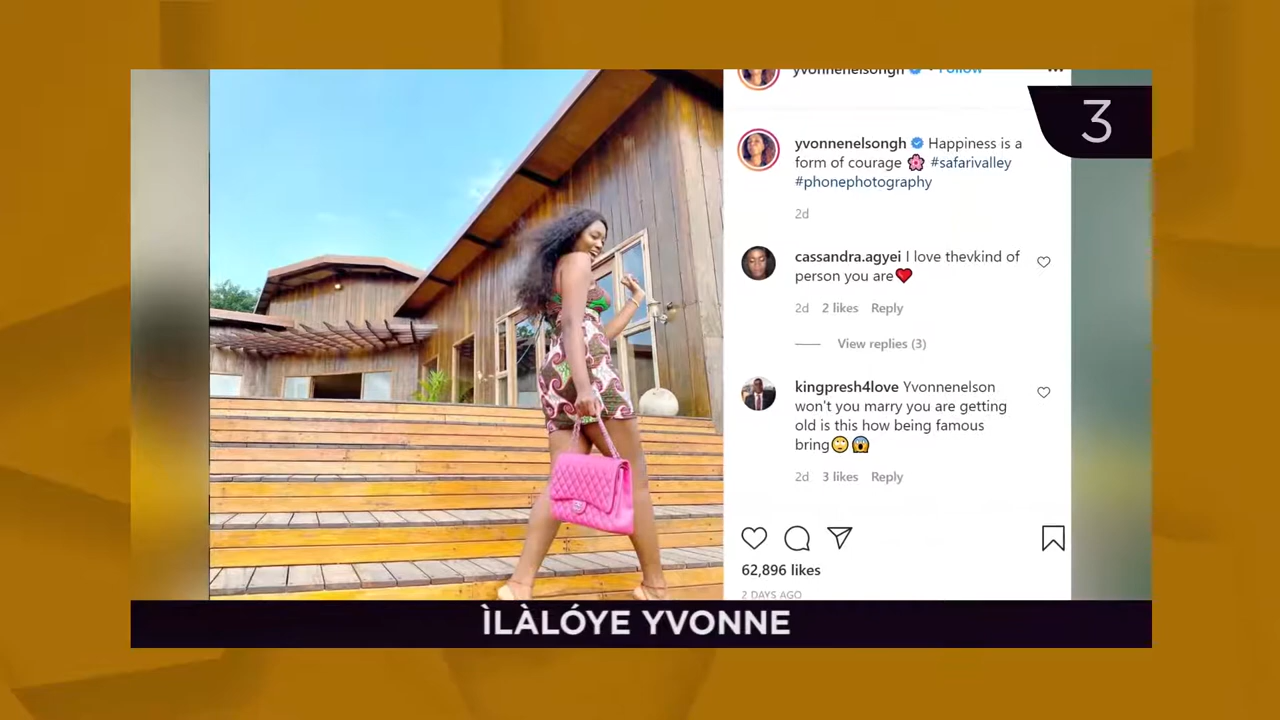 yvonnenelsongh • Follow
3
yvonnenelsongh Happiness is a
form of courage 🌸 #safarivalley
#phonephotography
2d
cassandra.agyei I love thevkind of
person you are❤️
2d 2 likes Reply
View replies (3)
kingpresh4love Yvonnenelson
won't you marry you are getting
old is this how being famous
bring🙄😱
2d 3 likes Reply
62,896 likes
2 DAYS AGO
ÌLÀLÓYE YVONNE